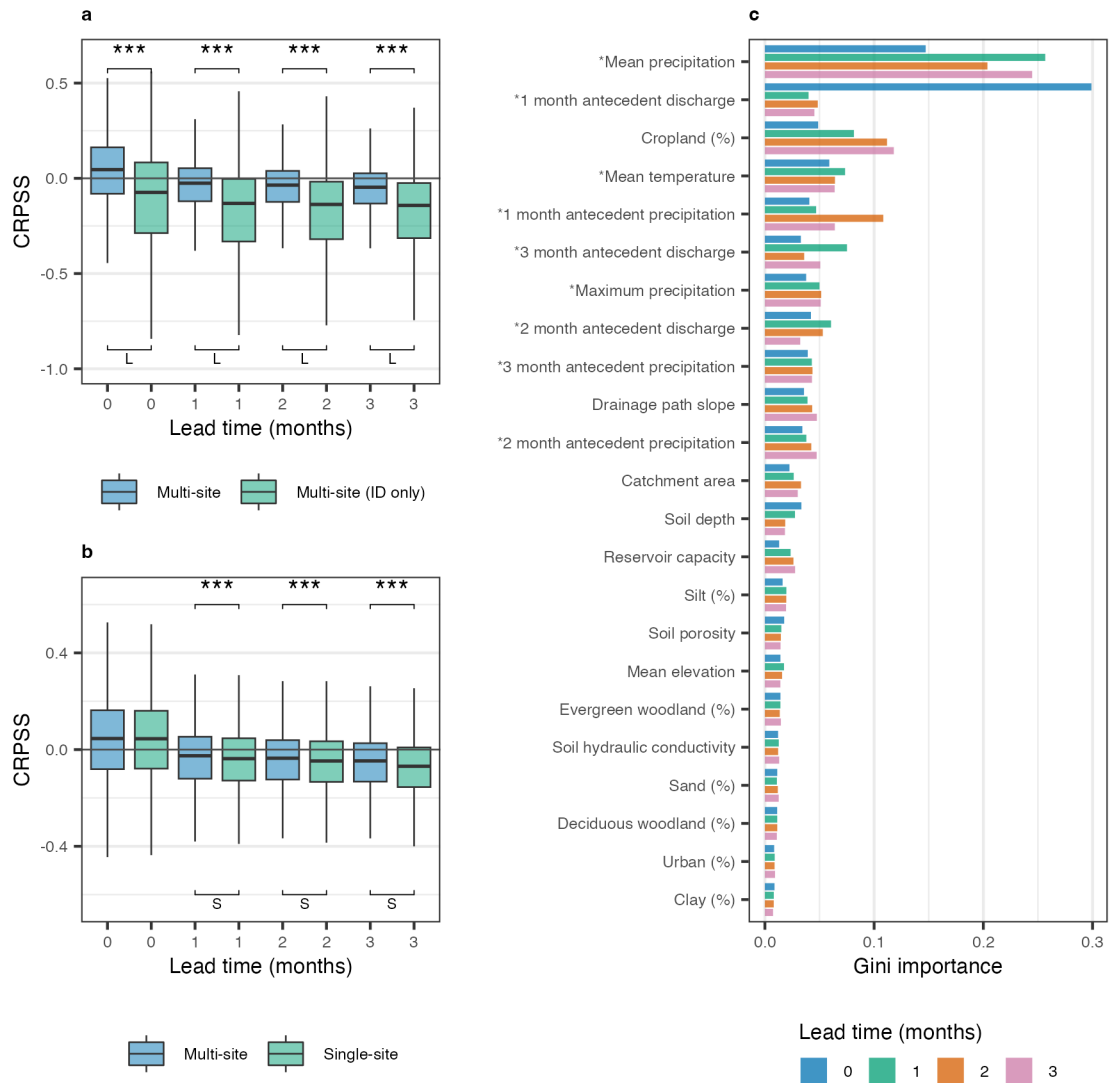 a
*** *** *** ***
0.5
0.0
-0.5
-1.0
CRPSS
L L L L
0 0 1 1 2 2 3 3
Lead time (months)
Multi-site Multi-site (ID only)
b
*** *** ***
0.4
0.0
-0.4
CRPSS
S S S
0 0 1 1 2 2 3 3
Lead time (months)
Multi-site Single-site
c
*Mean precipitation
*1 month antecedent discharge
Cropland (%)
*Mean temperature
*1 month antecedent precipitation
*3 month antecedent discharge
*Maximum precipitation
*2 month antecedent discharge
*3 month antecedent precipitation
Drainage path slope
*2 month antecedent precipitation
Catchment area
Soil depth
Reservoir capacity
Silt (%)
Soil porosity
Mean elevation
Evergreen woodland (%)
Soil hydraulic conductivity
Sand (%)
Deciduous woodland (%)
Urban (%)
Clay (%)
0.0 0.1 0.2 0.3
Gini importance
Lead time (months)
0 1 2 3